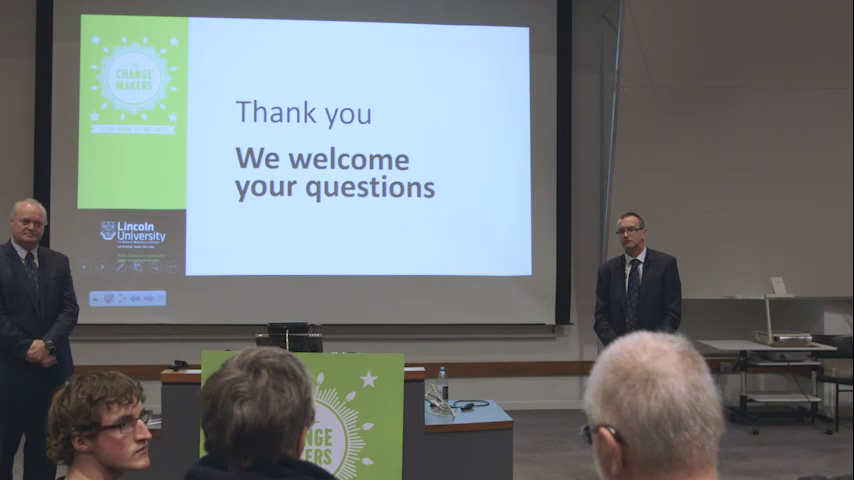 CHANGE
MAKERS
Thank you
We welcome
your questions
Lincoln
University
NGE
ERS